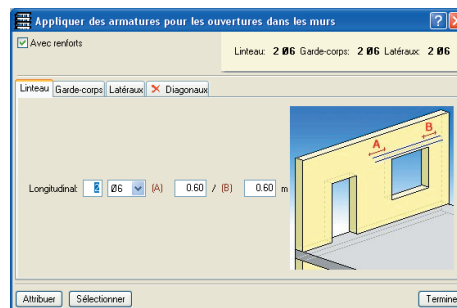 Appliquer des armatures pour les ouvertures dans les murs
Avec renforts
Linteau: 2 Ø6 Garde-corps: 2 Ø6 Latéraux: 2 Ø6
Linteau Garde-corps Latéraux Diagonaux
A B
Longitudinal: 2 Ø6 (A) 0.60 / (B) 0.60 m
Attribuer Sélectionner Termine